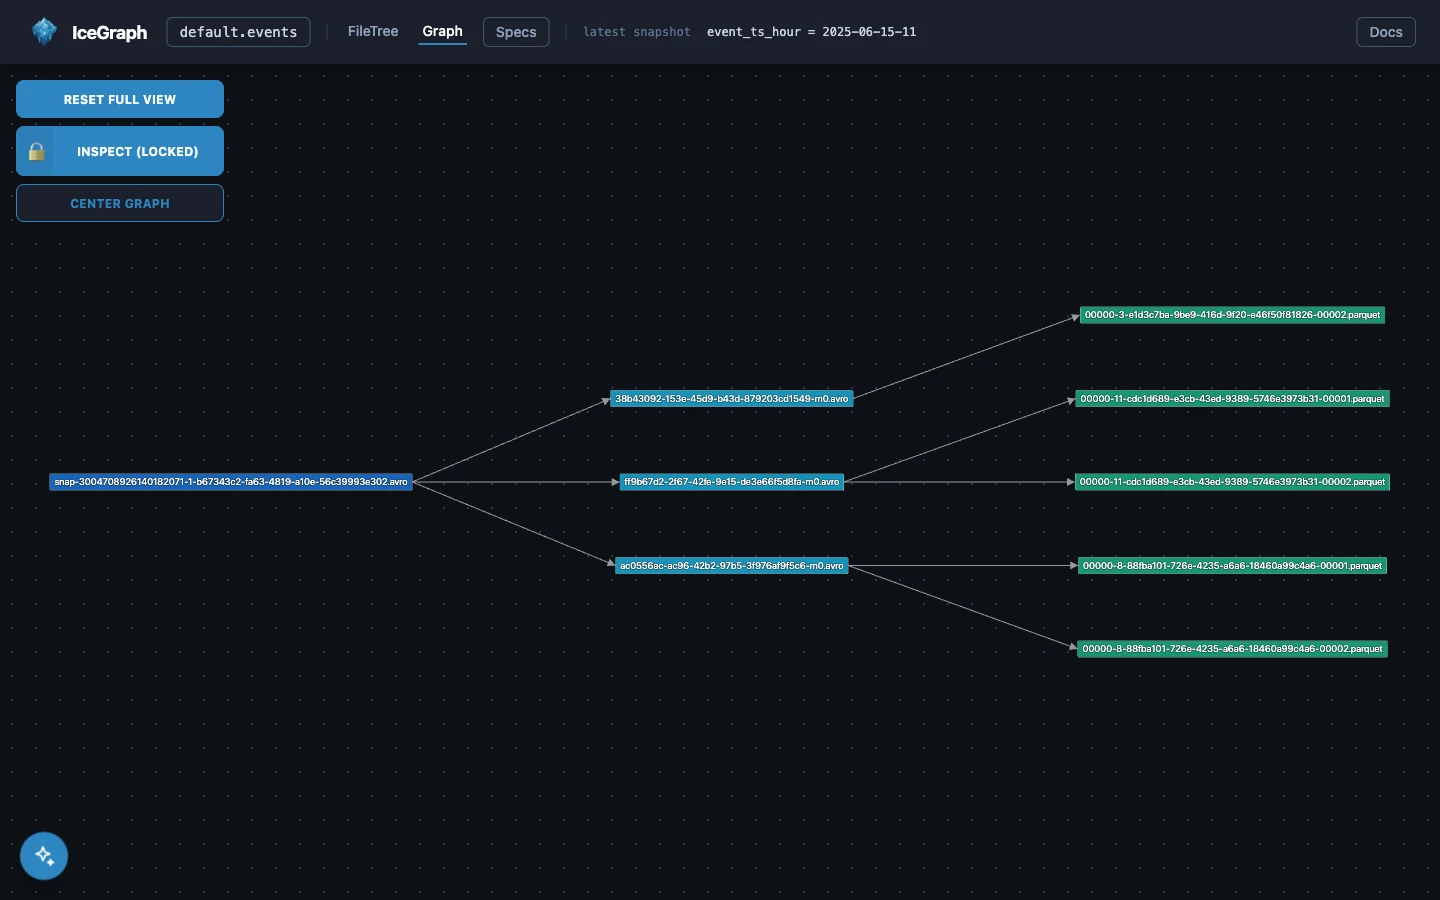 IceGraph
default.events
FileTree
Graph
Specs
latest snapshot
event_ts_hour = 2025-06-15-11
Docs
RESET FULL VIEW
INSPECT (LOCKED)
CENTER GRAPH
00000-3-e1d3c7ba-9be9-416d-9f20-e46f50f81826-00002.parquet
38b43092-153e-45d9-b43d-879203cd1549-m0.avro
00000-11-cdc1d689-e3cb-43ed-9389-5746e3973b31-00001.parquet
snap-3004708926140182071-1-b67343c2-fa63-4819-a10e-56c39993e302.avro
ff9b67d2-2f67-42fe-9e15-de3e66f5d8fa-m0.avro
00000-11-cdc1d689-e3cb-43ed-9389-5746e3973b31-00002.parquet
ac0556ac-ac96-42b2-97b5-3f976af9f5c6-m0.avro
00000-8-88fba101-726e-4235-a6a6-18460a99c4a6-00001.parquet
00000-8-88fba101-726e-4235-a6a6-18460a99c4a6-00002.parquet